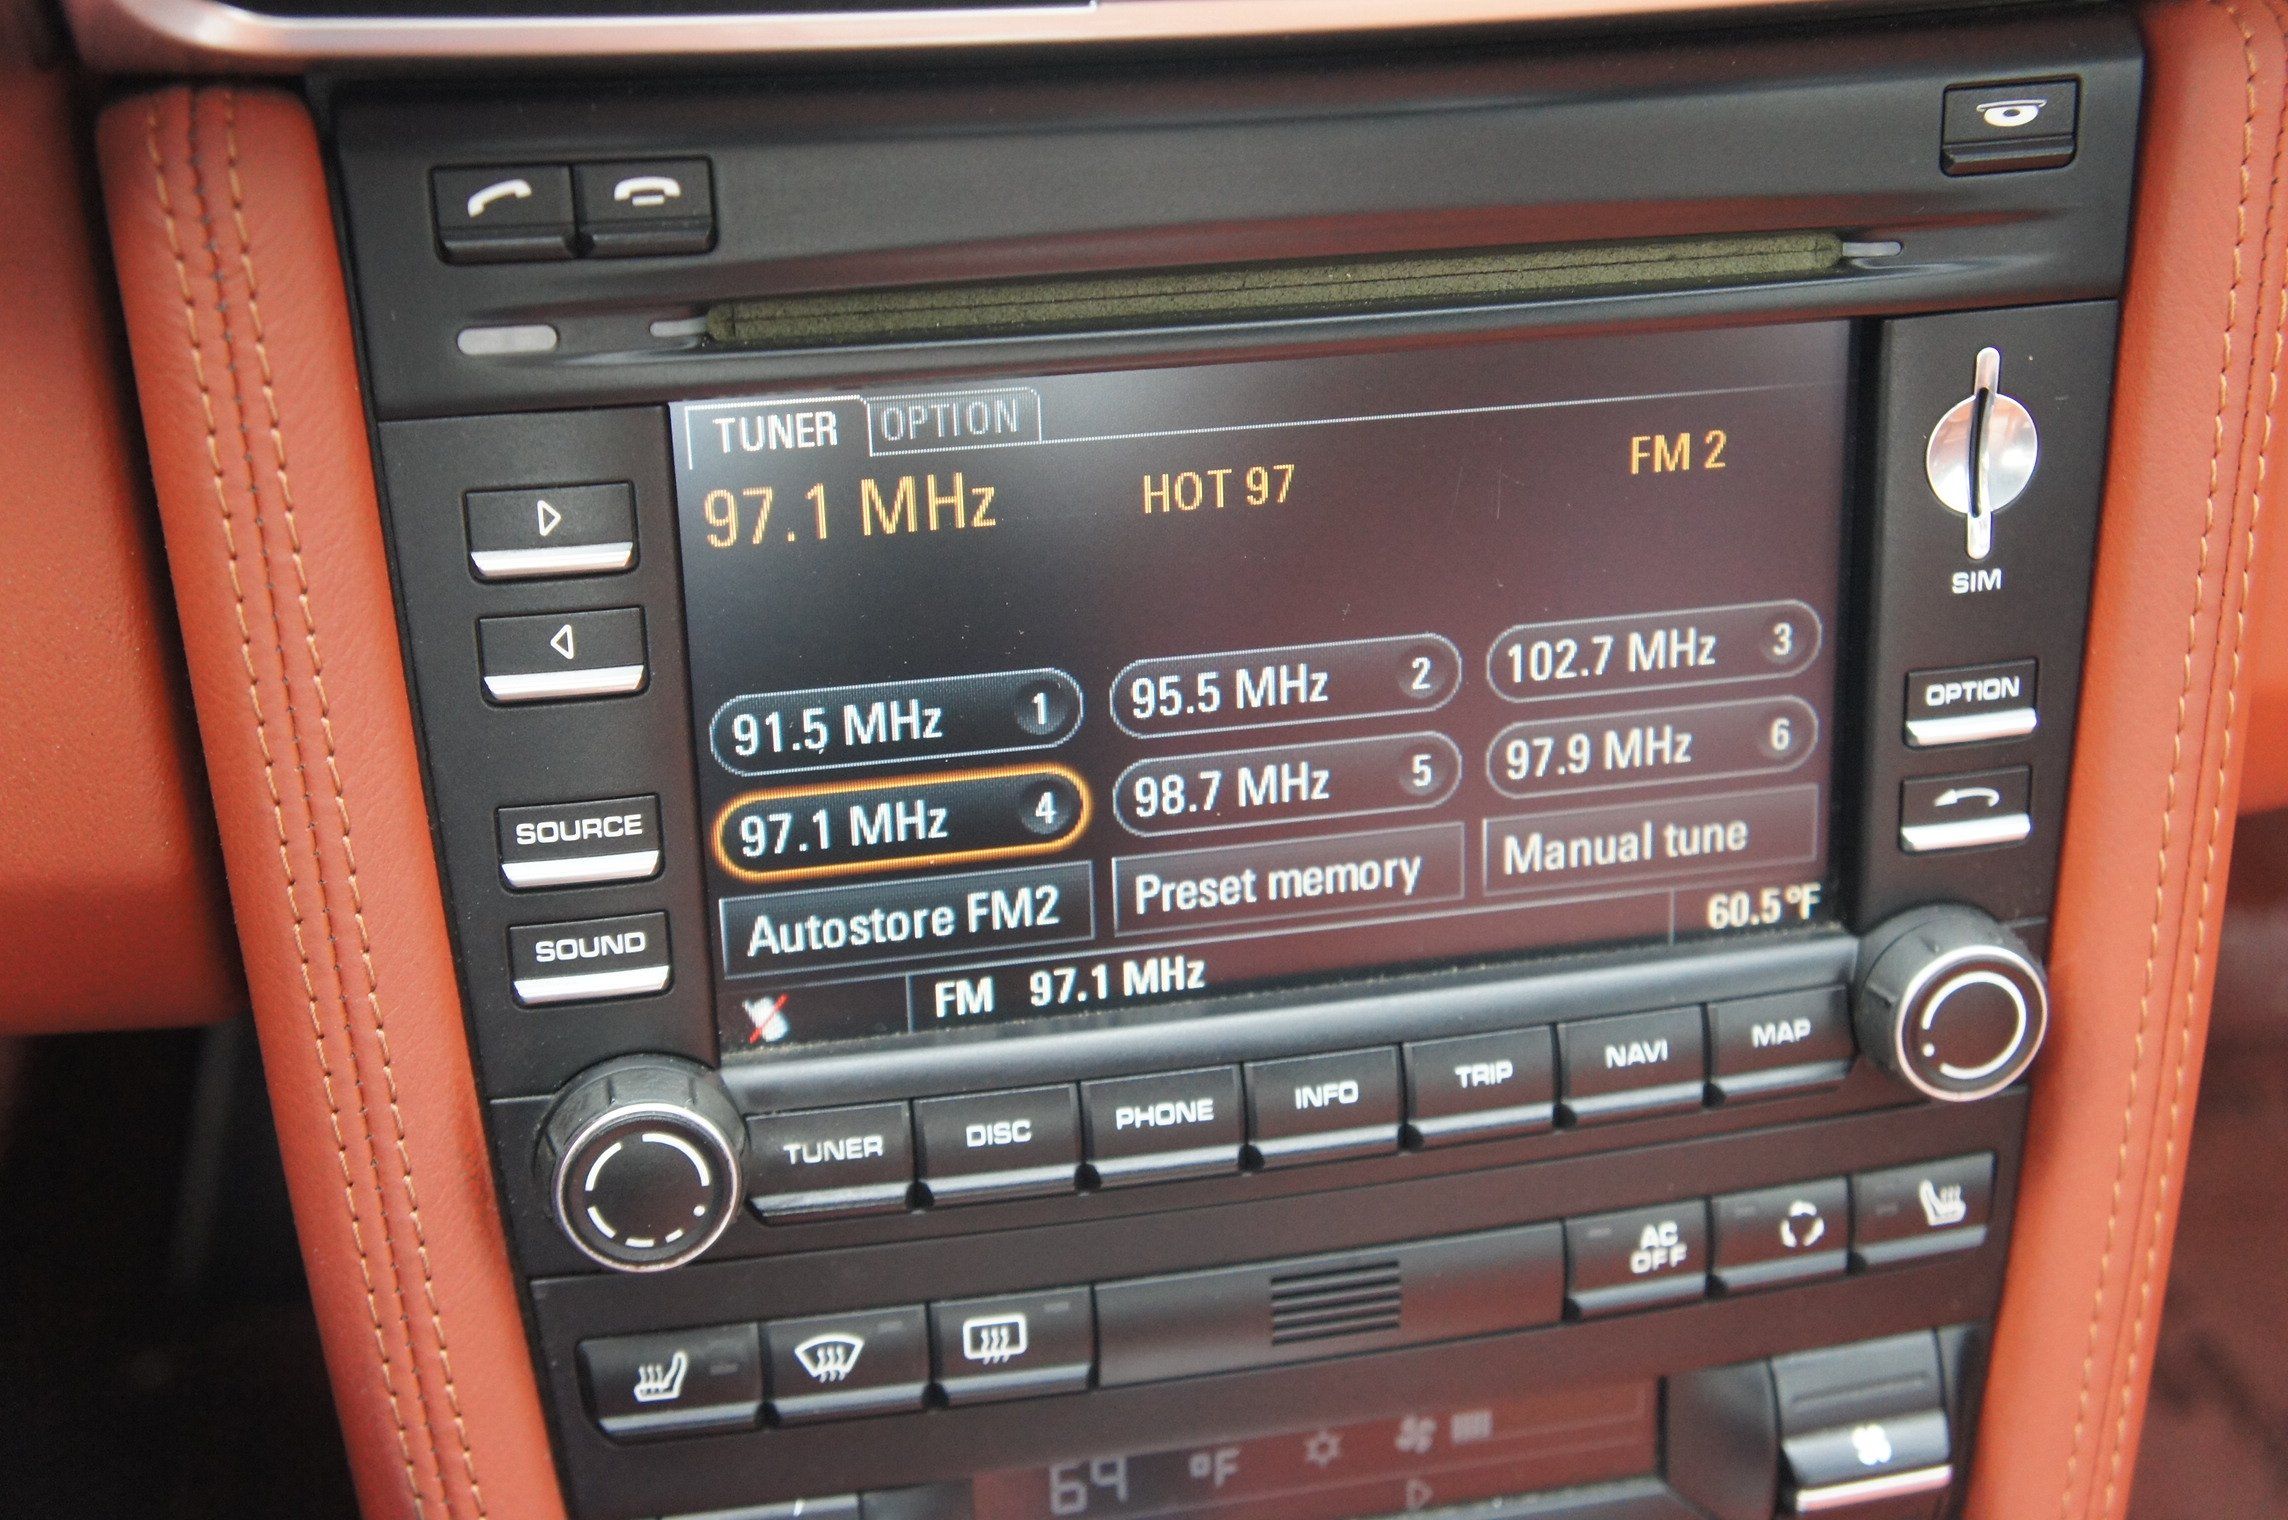 TUNER OPTION
97.1 MHz HOT 97 FM 2
91.5 MHz 1 95.5 MHz 2 102.7 MHz 3
97.1 MHz 4 98.7 MHz 5 97.9 MHz 6
Autostore FM2 Preset memory Manual tune
FM 97.1 MHz 60.5°F
SIM
OPTION
SOURCE
SOUND
TUNER DISC PHONE INFO TRIP NAVI MAP
AC
OFF
69 °F